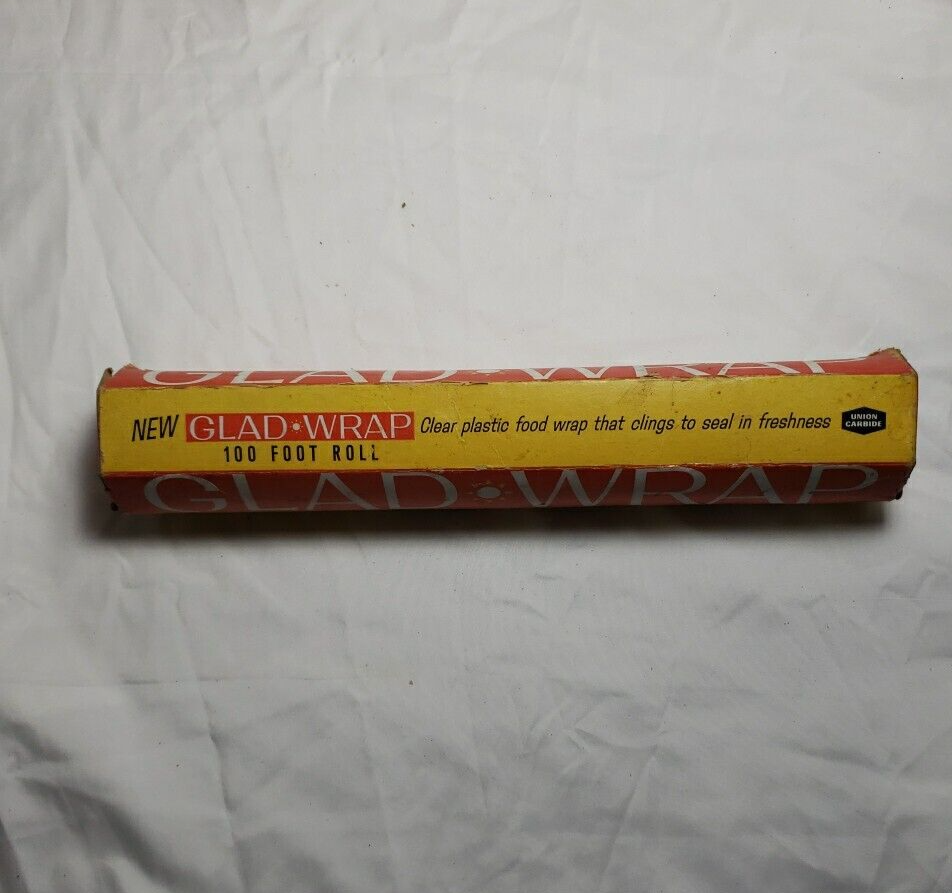 GLAD•WRAP
NEW GLAD•WRAP Clear plastic food wrap that clings to seal in freshness UNION CARBIDE
100 FOOT ROLL
GLAD•WRAP